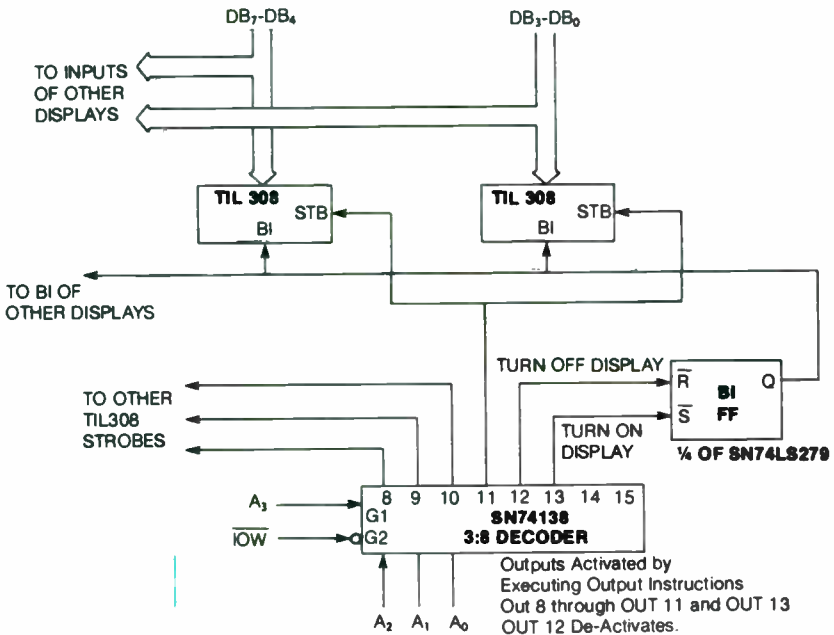 DB₇-DB₄
DB₃-DB₀
TO INPUTS
OF OTHER
DISPLAYS
TIL 308
STB
BI
TIL 308
STB
BI
TO BI OF
OTHER DISPLAYS
TURN OFF DISPLAY
R̅
BI
Q
S̅
FF
TO OTHER
TIL308
STROBES
TURN ON
DISPLAY
¼ OF SN74LS279
8 9 10 11 12 13 14 15
A₃
G1
SN74138
I̅O̅W̅
G2
3:8 DECODER
A₂ A₁ A₀
Outputs Activated by
Executing Output Instructions
Out 8 through OUT 11 and OUT 13
OUT 12 De-Activates.